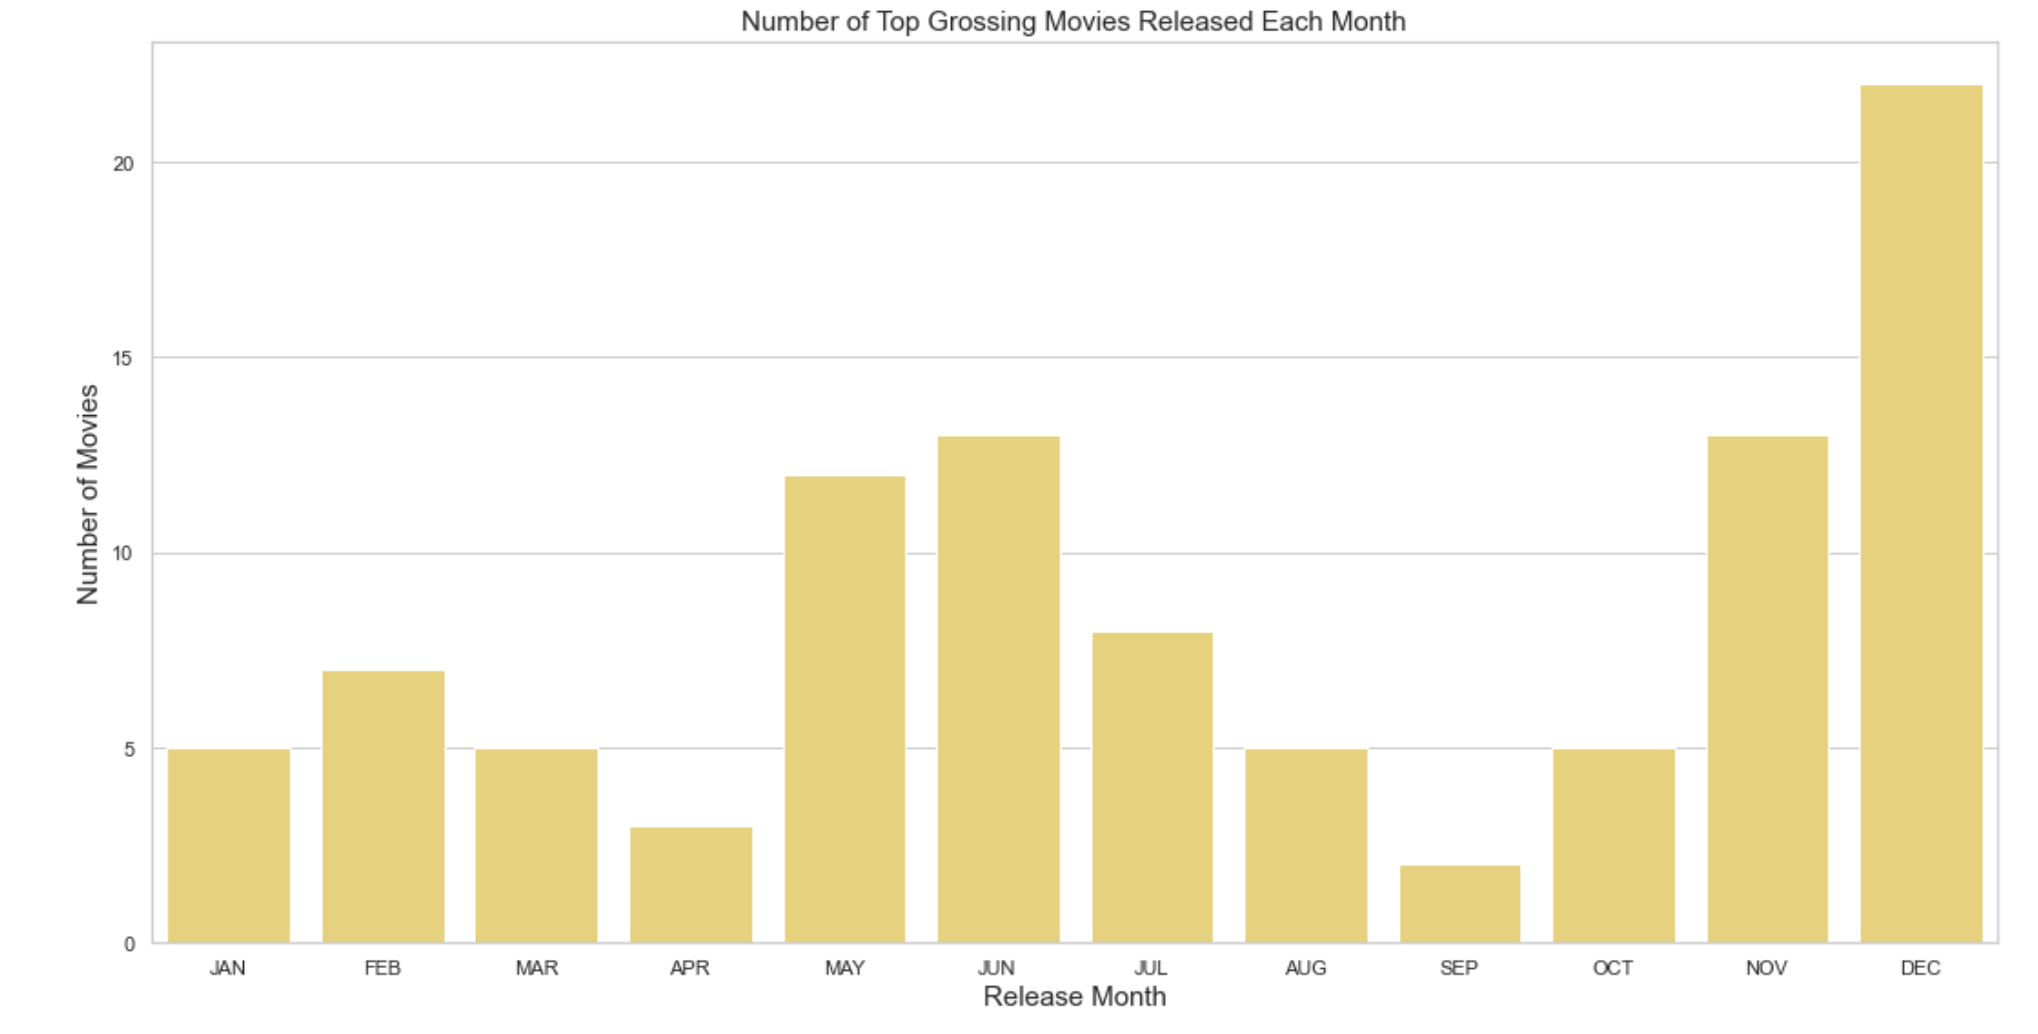 Number of Top Grossing Movies Released Each Month
Number of Movies
20
15
10
5
0
JAN FEB MAR APR MAY JUN JUL AUG SEP OCT NOV DEC
Release Month